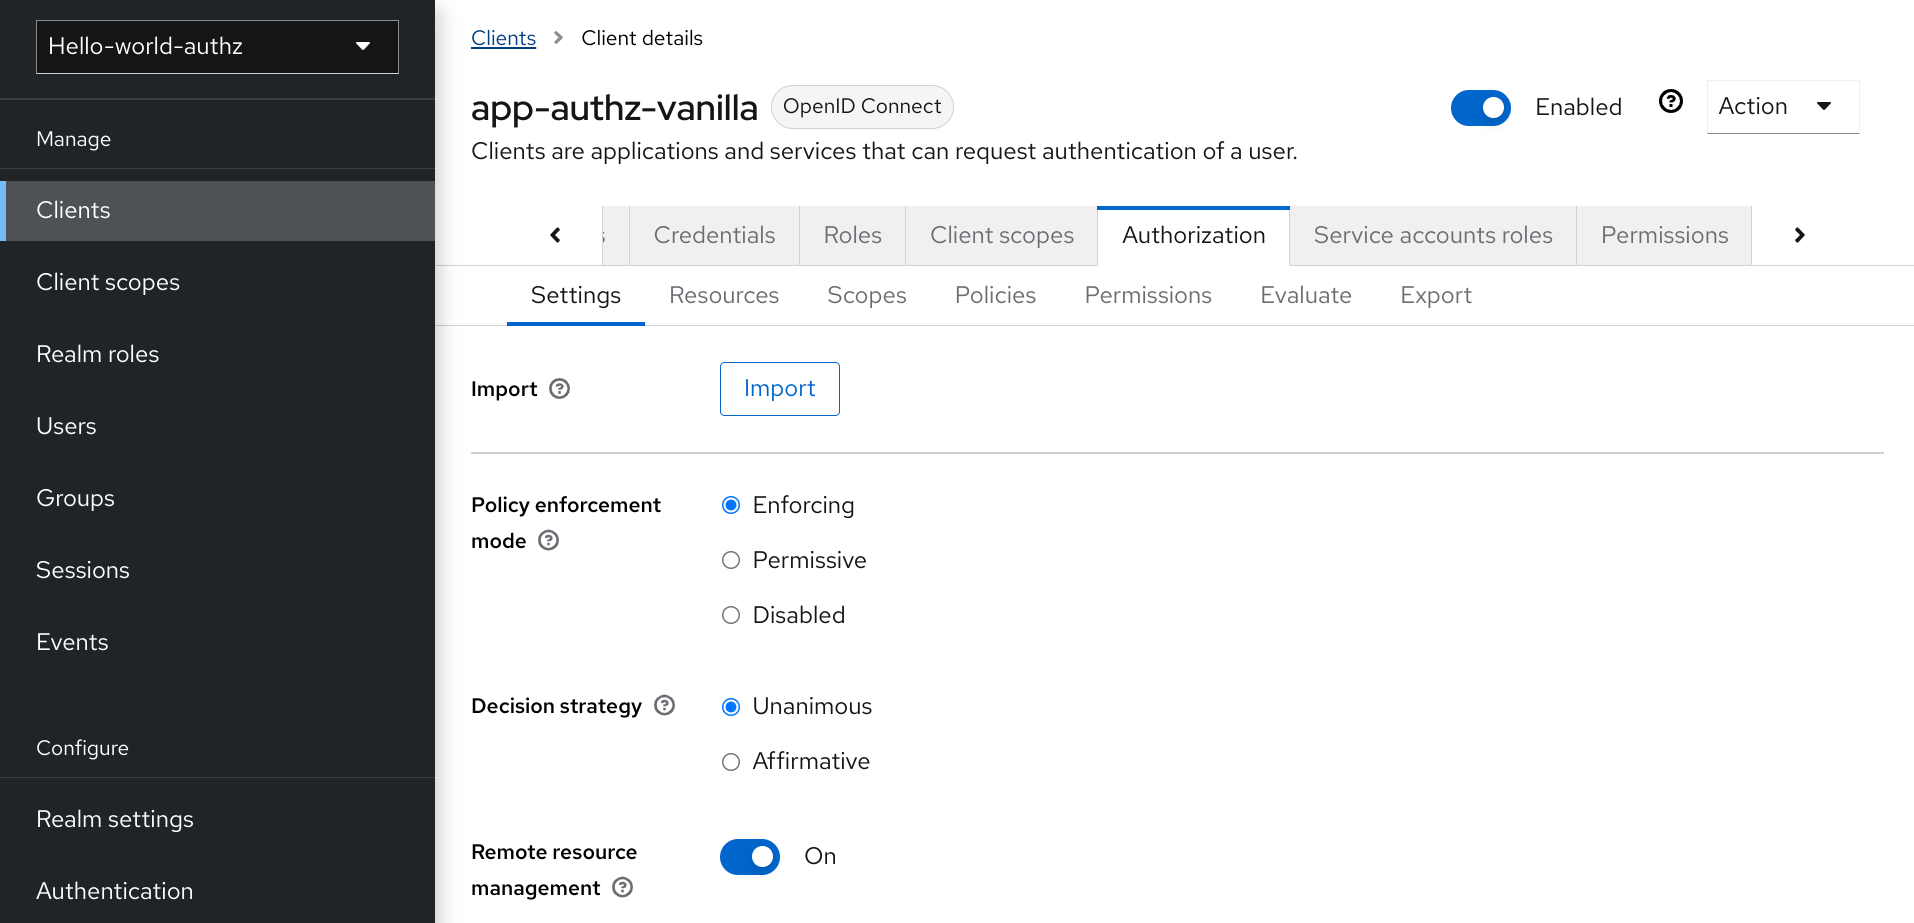 Hello-world-authz
Manage
Clients
Client scopes
Realm roles
Users
Groups
Sessions
Events
Configure
Realm settings
Authentication
Clients > Client details
app-authz-vanilla OpenID Connect
Enabled
Action
Clients are applications and services that can request authentication of a user.
Credentials Roles Client scopes Authorization Service accounts roles Permissions
Settings Resources Scopes Policies Permissions Evaluate Export
Import
Import
Policy enforcement
mode
Enforcing
Permissive
Disabled
Decision strategy
Unanimous
Affirmative
Remote resource
management
On